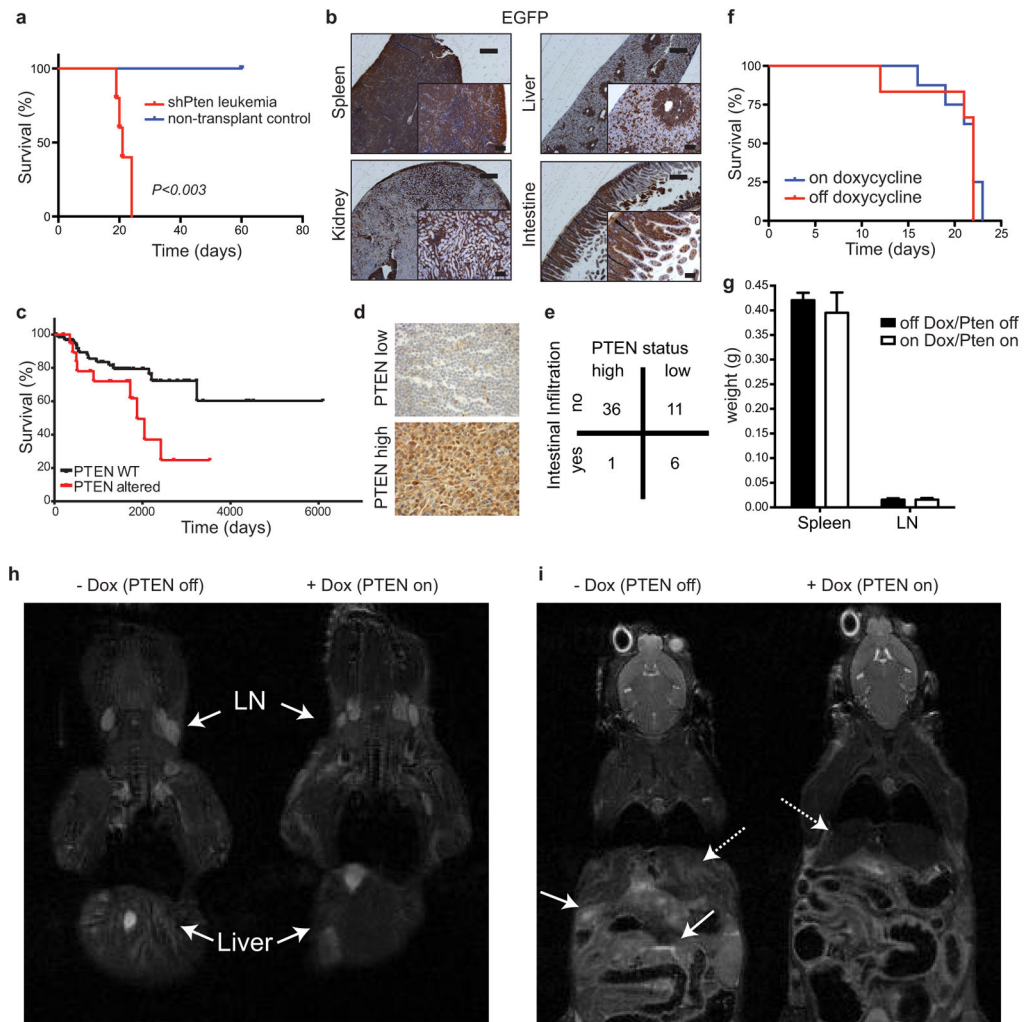 a
Survival (%)
100
50
0
0 20 40 60 80
Time (days)
shPten leukemia
non-transplant control
P<0.003
b
EGFP
Spleen
Liver
Kidney
Intestine
f
Survival (%)
100
75
50
25
0
0 5 10 15 20 25
Time (days)
on doxycycline
off doxycycline
c
Survival (%)
100
80
60
40
20
0 2000 4000 6000
Time (days)
PTEN WT
PTEN altered
d
PTEN low
PTEN high
e
PTEN status
high low
Intestinal Infiltration
no
yes
36 11
1 6
g
weight (g)
0.45
0.40
0.35
0.30
0.25
0.20
0.15
0.10
0.05
0.00
Spleen LN
off Dox/Pten off
on Dox/Pten on
h
- Dox (PTEN off) + Dox (PTEN on)
LN
Liver
i
- Dox (PTEN off) + Dox (PTEN on)